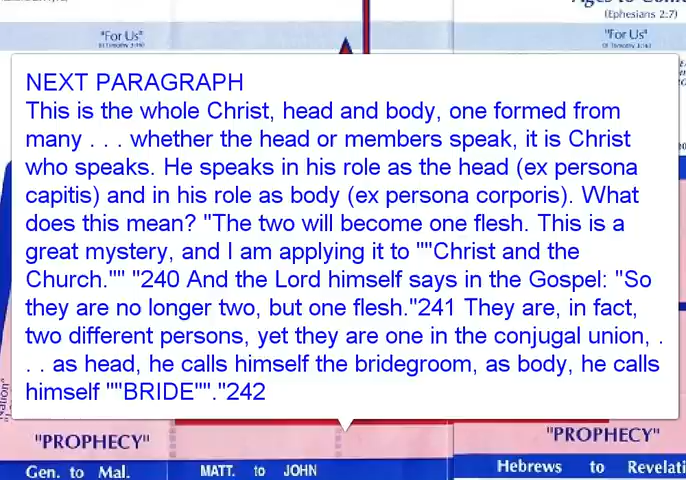 Ages to Com
(Ephesians 2:7)
"For Us"
"For Us"
NEXT PARAGRAPH
This is the whole Christ, head and body, one formed from
many . . . whether the head or members speak, it is Christ
who speaks. He speaks in his role as the head (ex persona
capitis) and in his role as body (ex persona corporis). What
does this mean? "The two will become one flesh. This is a
great mystery, and I am applying it to ""Christ and the
Church."" "240 And the Lord himself says in the Gospel: "So
they are no longer two, but one flesh."241 They are, in fact,
two different persons, yet they are one in the conjugal union, .
. . as head, he calls himself the bridegroom, as body, he calls
himself ""BRIDE""."242
"PROPHECY"
"PROPHECY"
Gen. to Mal.
MATT. to JOHN
Hebrews to Revelati